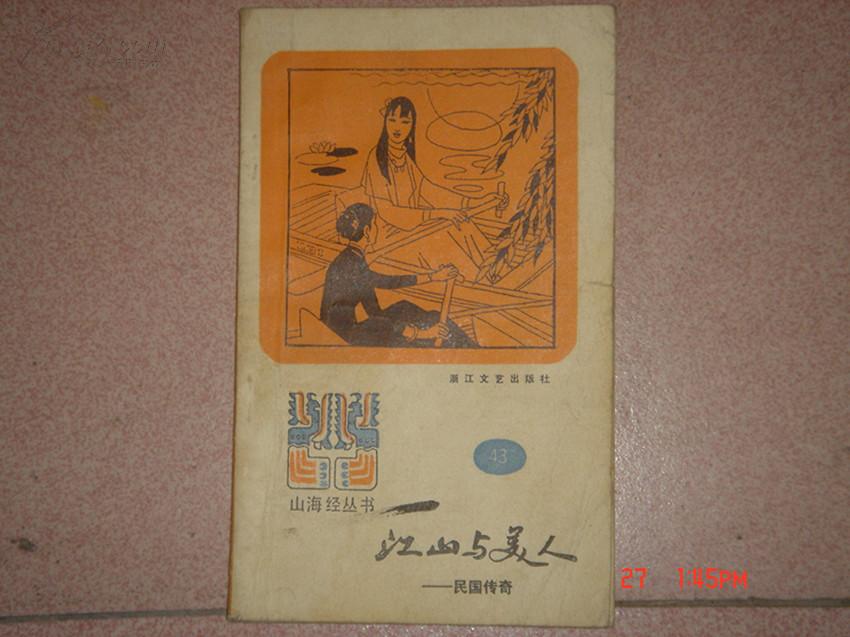 浙江文艺出版社
43
山海经丛书
江山与美人
——民国传奇
27 1:45PM